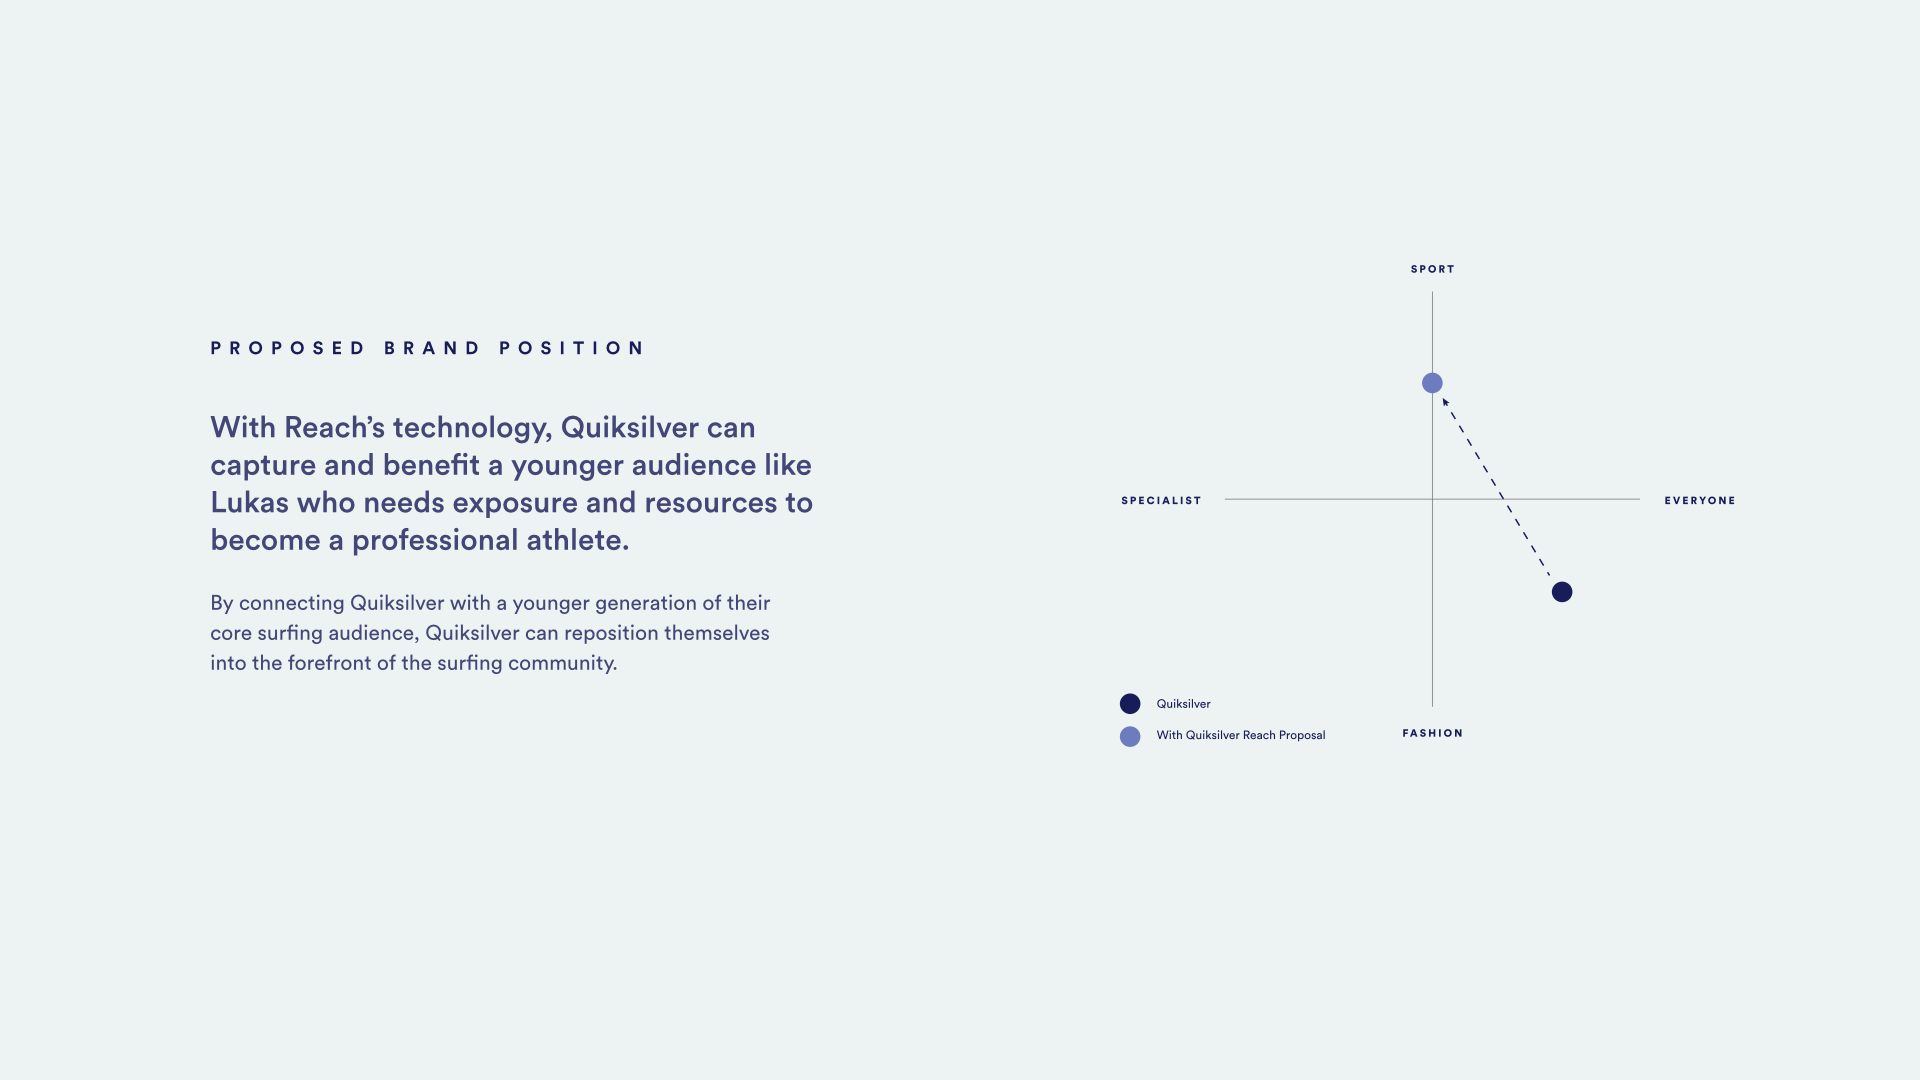 PROPOSED BRAND POSITION
With Reach’s technology, Quiksilver can
capture and benefit a younger audience like
Lukas who needs exposure and resources to
become a professional athlete.
By connecting Quiksilver with a younger generation of their
core surfing audience, Quiksilver can reposition themselves
into the forefront of the surfing community.
SPORT
SPECIALIST
EVERYONE
FASHION
Quiksilver
With Quiksilver Reach Proposal